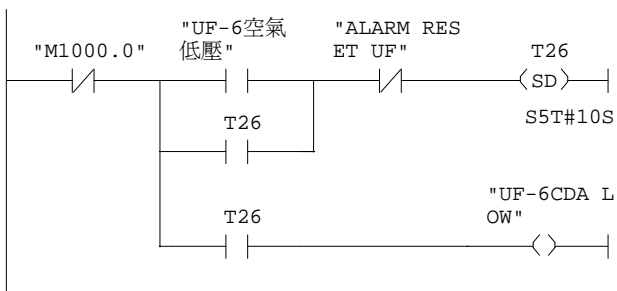 "UF-6空氣
低壓"
"ALARM RES
ET UF"
"M1000.0"
T26
SD
S5T#10S
T26
T26
"UF-6CDA L
OW"